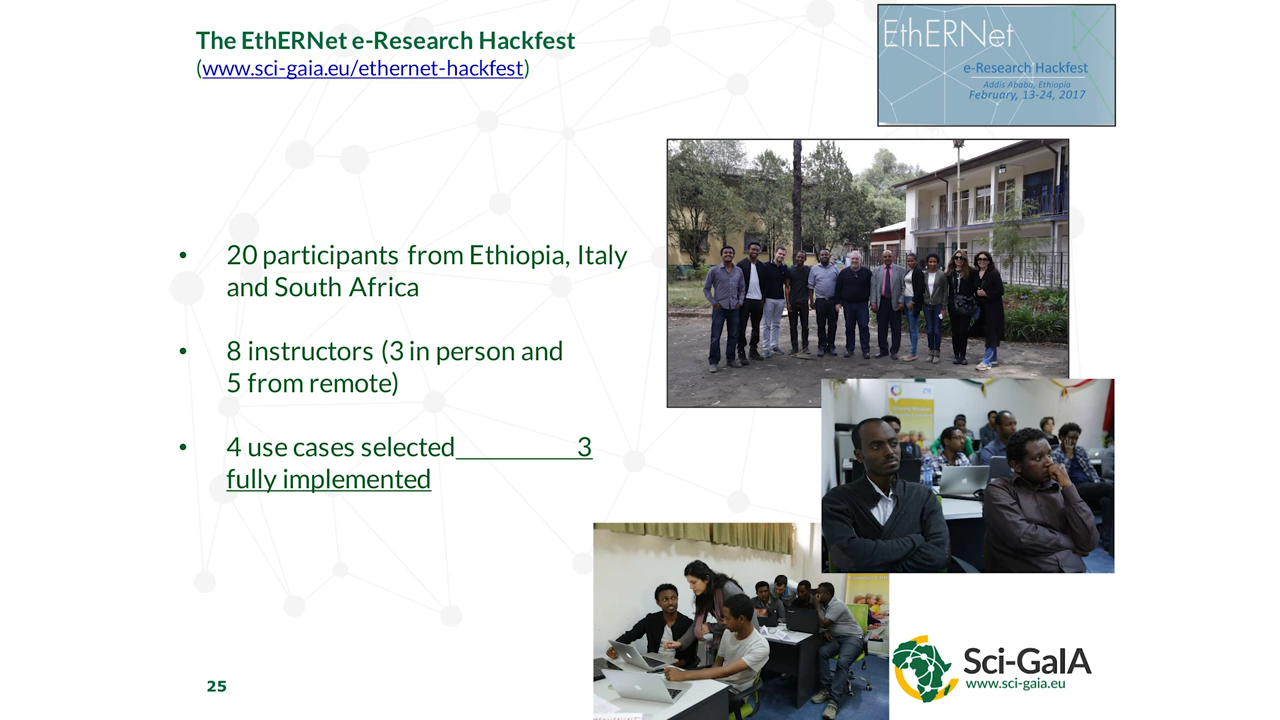 The EthERNet e-Research Hackfest
(www.sci-gaia.eu/ethernet-hackfest)
EthERNet
e-Research Hackfest
Addis Ababa, Ethiopia
February, 13-24, 2017
• 20 participants from Ethiopia, Italy
and South Africa
• 8 instructors (3 in person and
5 from remote)
• 4 use cases selected 3
fully implemented
25
Sci-GaIA
www.sci-gaia.eu